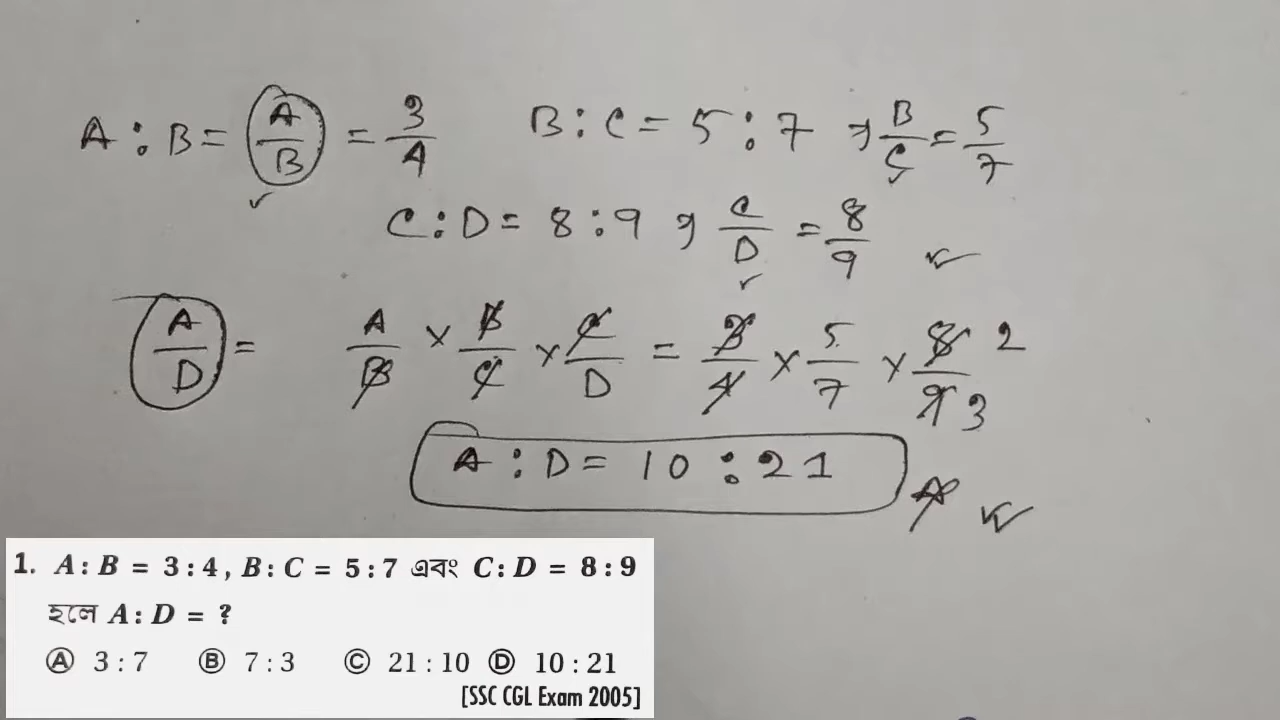 A : B = A/B = 3/4 B : C = 5 : 7 , B/C = 5/7
C : D = 8 : 9 , C/D = 8/9
A/D = A/B × B/C × C/D = 3/4 × 5/7 × 8/9 2 3
A : D = 10 : 21
1. A : B = 3 : 4 , B : C = 5 : 7 এবং C : D = 8 : 9
হলে A : D = ?
Ⓐ 3 : 7 Ⓑ 7 : 3 Ⓒ 21 : 10 Ⓓ 10 : 21
[SSC CGL Exam 2005]